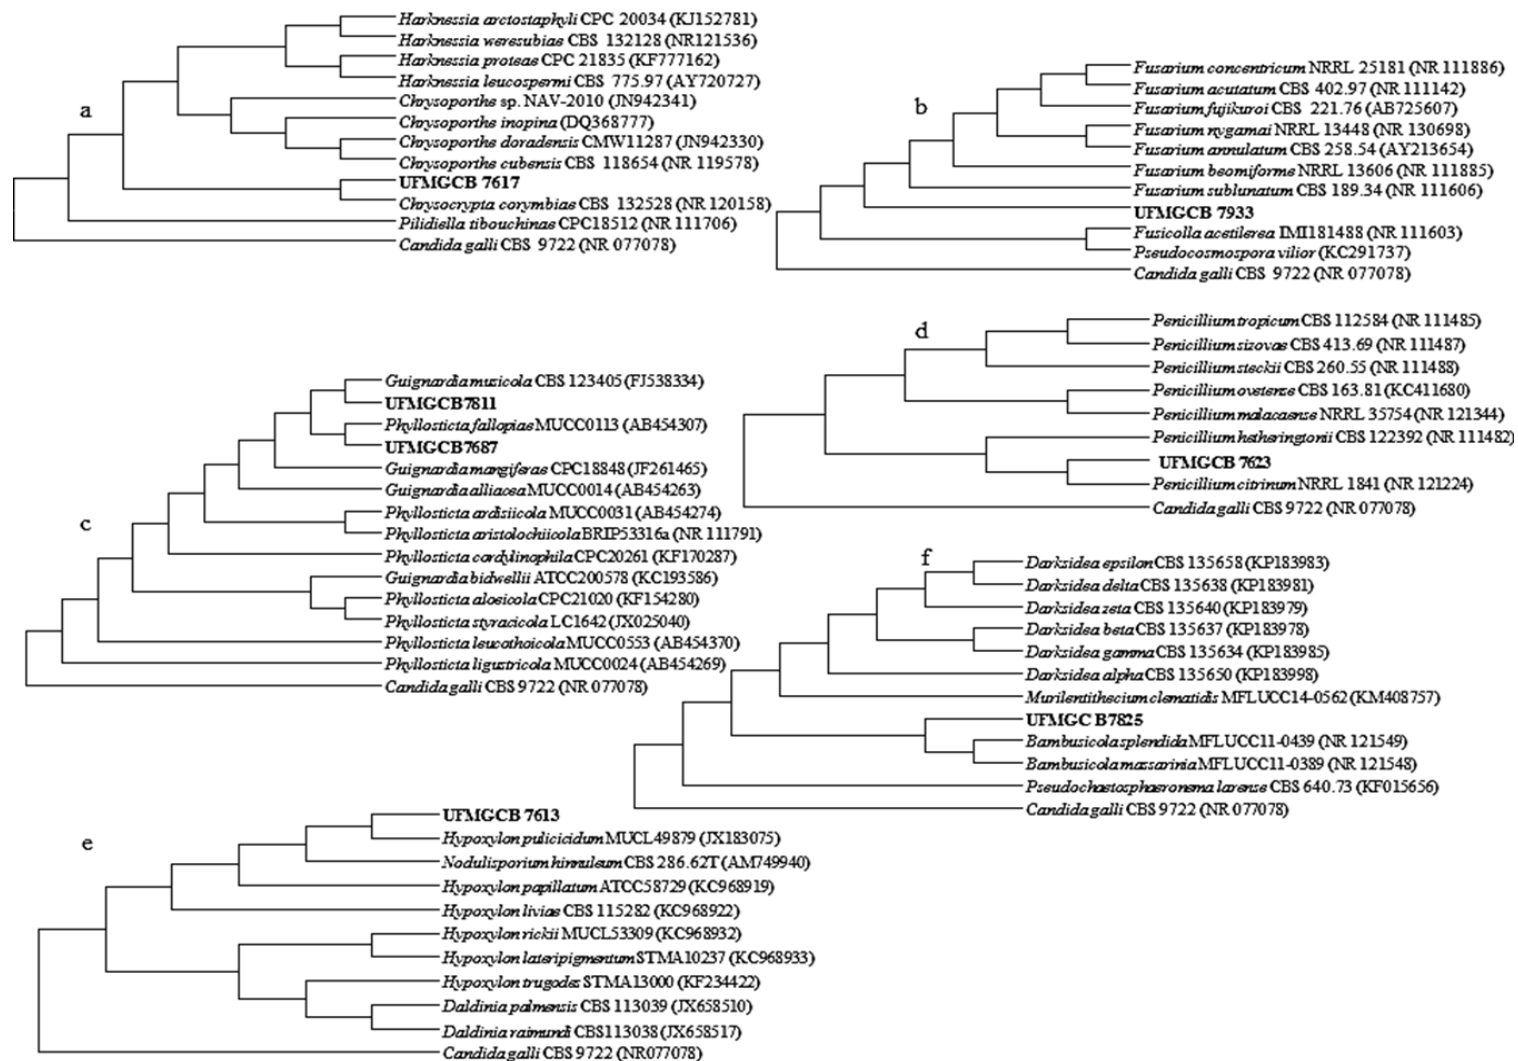 a
Harknessia arctostaphyli CPC 20034 (KJ152781)
Harknessia weresubiae CBS 132128 (NR121536)
Harknessia proteae CPC 21835 (KF777162)
Harknessia leucospermi CBS 775.97 (AY720727)
Chrysoporthe sp. NAV-2010 (JN942341)
Chrysoporthe inopina (DQ368777)
Chrysoporthe doradensis CMW11287 (JN942330)
Chrysoporthe cubensis CBS 118654 (NR 119578)
UFMGCB 7617
Chrysocrypta corymbiae CBS 132528 (NR 120158)
Pilidiella tibouchinae CPC18512 (NR 111706)
Candida galli CBS 9722 (NR 077078)
b
Fusarium concentricum NRRL 25181 (NR 111886)
Fusarium acutatum CBS 402.97 (NR 111142)
Fusarium fujikuroi CBS 221.76 (AB725607)
Fusarium nygamai NRRL 13448 (NR 130698)
Fusarium annulatum CBS 258.54 (AY213654)
Fusarium beomiforme NRRL 13606 (NR 111885)
Fusarium sublunatum CBS 189.34 (NR 111606)
UFMGCB 7933
Fusicolla acetilerea IMI181488 (NR 111603)
Pseudocosmospora vilior (KC291737)
Candida galli CBS 9722 (NR 077078)
c
Guignardia musicola CBS 123405 (FJ538334)
UFMGCB7811
Phyllosticta fallopiae MUCC0113 (AB454307)
UFMGCB7687
Guignardia mangiferae CPC18848 (JF261465)
Guignardia alliacea MUCC0014 (AB454263)
Phyllosticta ardisiicola MUCC0031 (AB454274)
Phyllosticta aristolochiicola BRIP53316a (NR 111791)
Phyllosticta cordylinophila CPC20261 (KF170287)
Guignardia bidwellii ATCC200578 (KC193586)
Phyllosticta aloeicola CPC21020 (KF154280)
Phyllosticta styracicola LC1642 (JX025040)
Phyllosticta leucothoicola MUCC0553 (AB454370)
Phyllosticta ligustricola MUCC0024 (AB454269)
Candida galli CBS 9722 (NR 077078)
d
Penicillium tropicum CBS 112584 (NR 111485)
Penicillium sizovae CBS 413.69 (NR 111487)
Penicillium steckii CBS 260.55 (NR 111488)
Penicillium ovetense CBS 163.81 (KC411680)
Penicillium malacaense NRRL 35754 (NR 121344)
Penicillium hetheringtonii CBS 122392 (NR 111482)
UFMGCB 7623
Penicillium citrinum NRRL 1841 (NR 121224)
Candida galli CBS 9722 (NR 077078)
e
UFMGCB 7613
Hypoxylon pulicicidum MUCL49879 (JX183075)
Nodulisporium hinnuleum CBS 286.62T (AM749940)
Hypoxylon papillatum ATCC58729 (KC968919)
Hypoxylon liviae CBS 115282 (KC968922)
Hypoxylon rickii MUCL53309 (KC968932)
Hypoxylon lateripigmentum STMA10237 (KC968933)
Hypoxylon trugodes STMA13000 (KF234422)
Daldinia palmensis CBS 113039 (JX658510)
Daldinia raimundi CBS113038 (JX658517)
Candida galli CBS 9722 (NR077078)
f
Darksidea epsilon CBS 135658 (KP183983)
Darksidea delta CBS 135638 (KP183981)
Darksidea zeta CBS 135640 (KP183979)
Darksidea beta CBS 135637 (KP183978)
Darksidea gamma CBS 135634 (KP183985)
Darksidea alpha CBS 135650 (KP183998)
Murilentithecium clematidis MFLUCC14-0562 (KM408757)
UFMGC B7825
Bambusicola splendida MFLUCC11-0439 (NR 121549)
Bambusicola massarinia MFLUCC11-0389 (NR 121548)
Pseudochaetosphaeronema larense CBS 640.73 (KF015656)
Candida galli CBS 9722 (NR 077078)